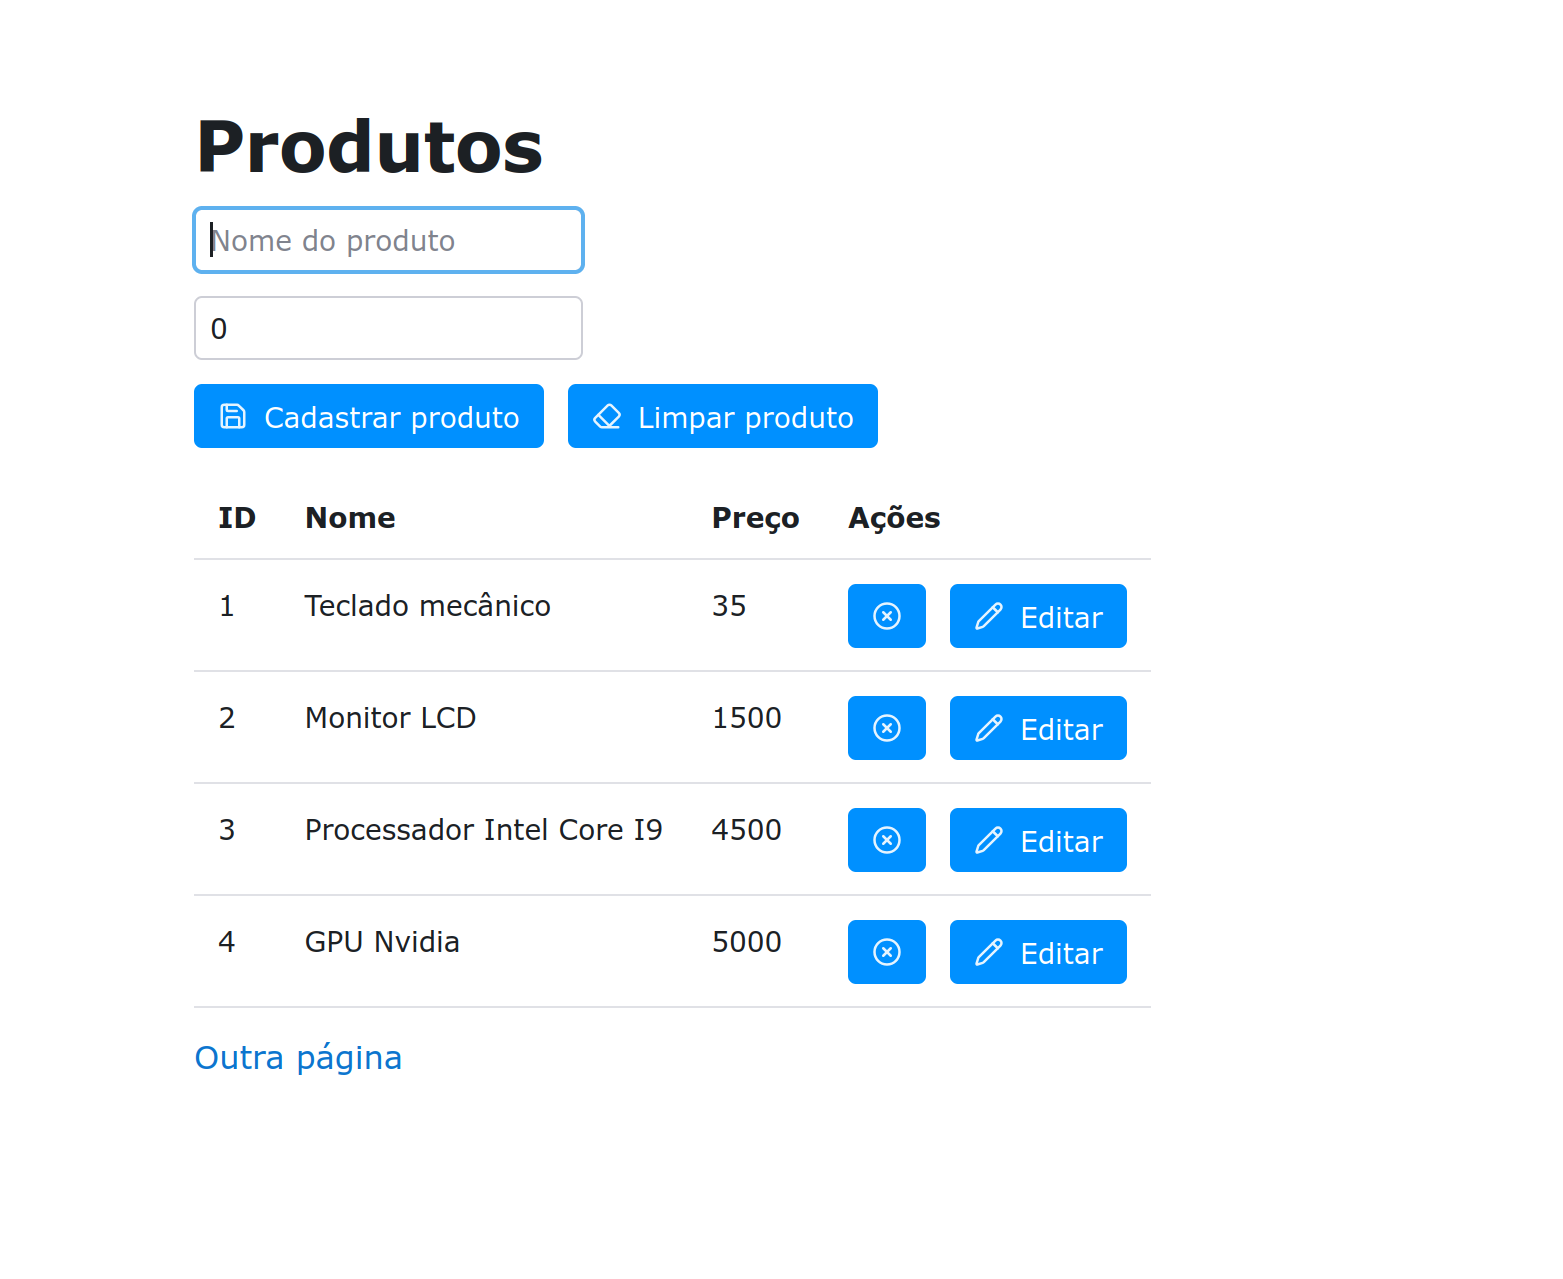 Produtos
Nome do produto
0
Cadastrar produto Limpar produto
ID Nome Preço Ações
1 Teclado mecânico 35 Editar
2 Monitor LCD 1500 Editar
3 Processador Intel Core I9 4500 Editar
4 GPU Nvidia 5000 Editar
Outra página